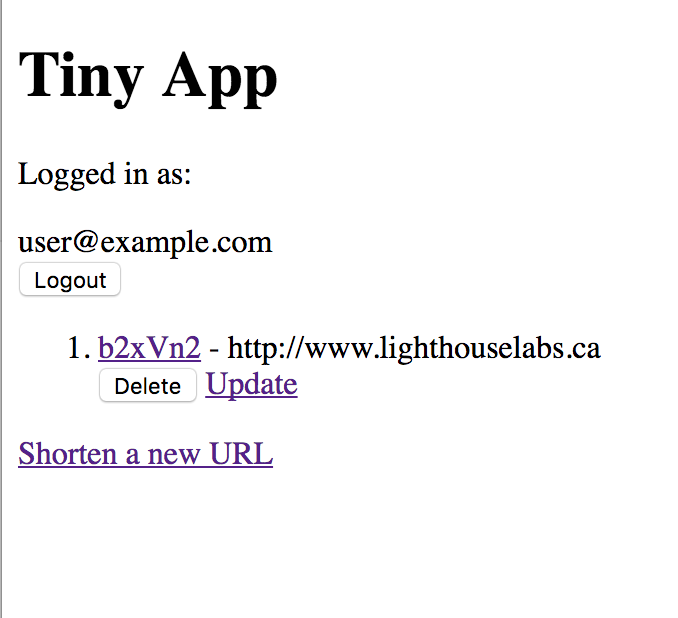 Tiny App
Logged in as:
user@example.com
Logout
1. b2xVn2 - http://www.lighthouselabs.ca
Delete Update
Shorten a new URL